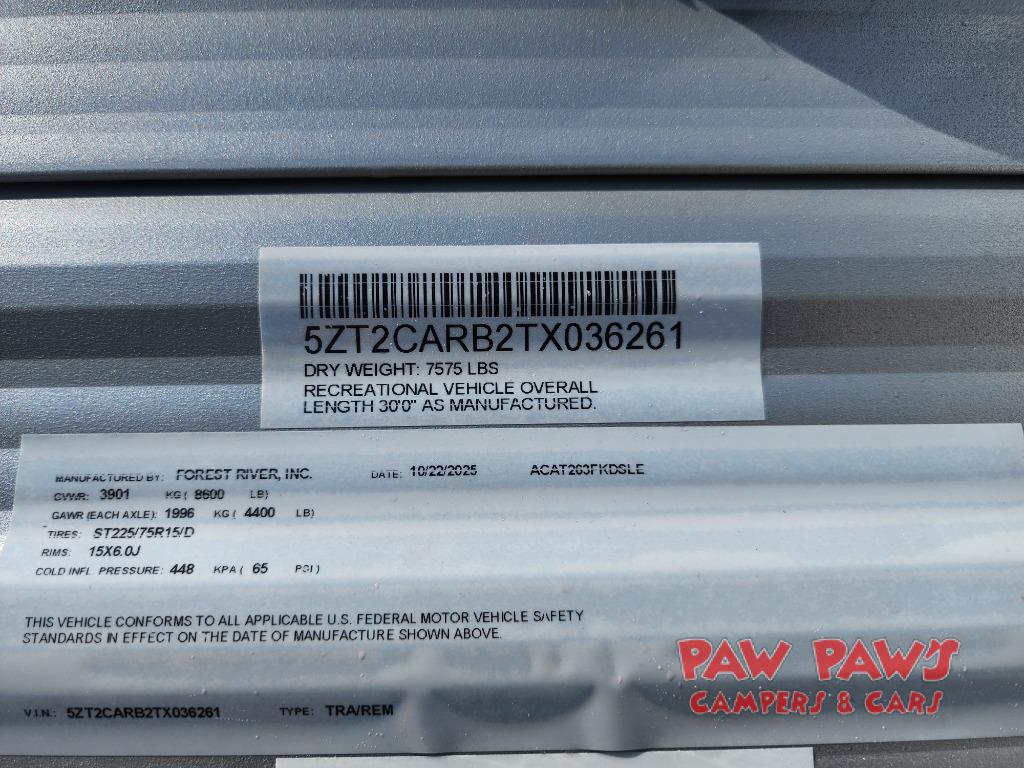 5ZT2CARB2TX036261
DRY WEIGHT: 7575 LBS
RECREATIONAL VEHICLE OVERALL
LENGTH 30'0" AS MANUFACTURED.
MANUFACTURED BY: FOREST RIVER, INC. DATE: 10/22/2025 ACAT263FKDSLE
GVWR: 3901 KG ( 8600 LB)
GAWR (EACH AXLE): 1996 KG ( 4400 LB)
TIRES: ST225/75R15/D
RIMS: 15X6.0J
COLD INFL. PRESSURE: 448 KPA ( 65 PSI )
THIS VEHICLE CONFORMS TO ALL APPLICABLE U.S. FEDERAL MOTOR VEHICLE SAFETY
STANDARDS IN EFFECT ON THE DATE OF MANUFACTURE SHOWN ABOVE.
V.I.N.: 5ZT2CARB2TX036261 TYPE: TRA/REM
PAW PAW'S
CAMPERS & CARS